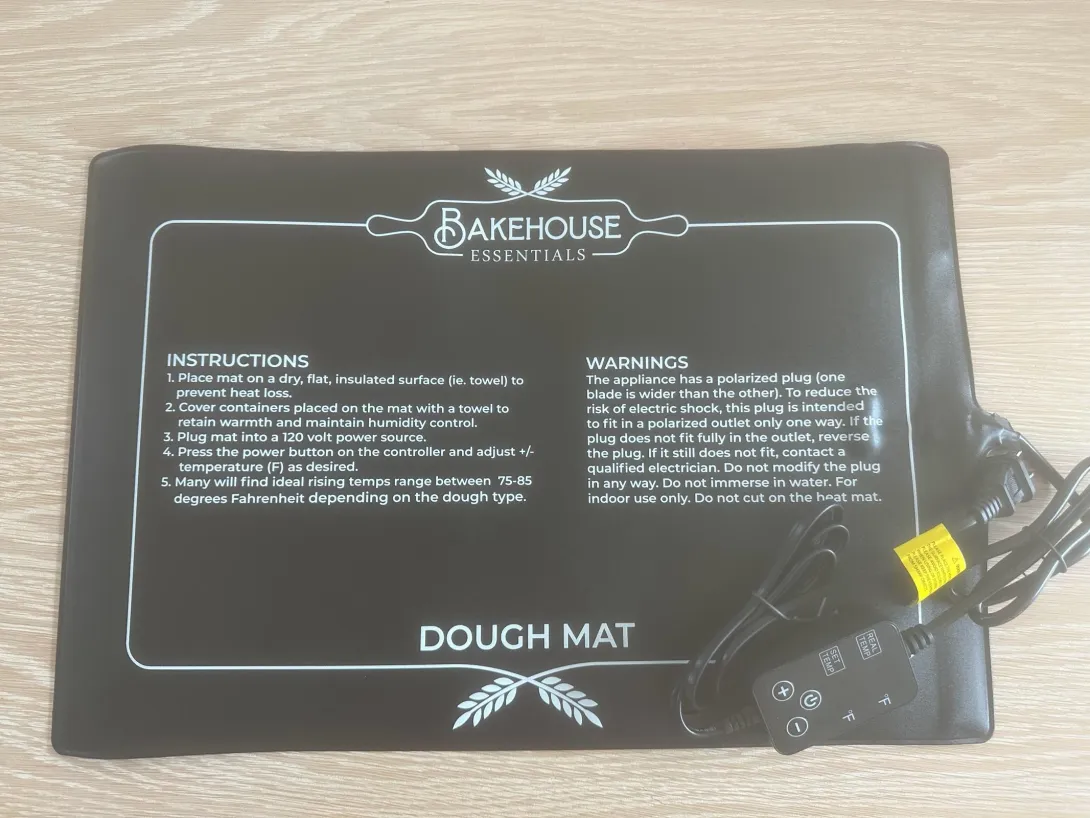 BAKEHOUSE
ESSENTIALS
INSTRUCTIONS
1. Place mat on a dry, flat, insulated surface (ie. towel) to
prevent heat loss.
2. Cover containers placed on the mat with a towel to
retain warmth and maintain humidity control.
3. Plug mat into a 120 volt power source.
4. Press the power button on the controller and adjust +/-
temperature (F) as desired.
5. Many will find ideal rising temps range between 75-85
degrees Fahrenheit depending on the dough type.
WARNINGS
The appliance has a polarized plug (one
blade is wider than the other). To reduce the
risk of electric shock, this plug is intended
to fit in a polarized outlet only one way. If the
plug does not fit fully in the outlet, reverse
the plug. If it still does not fit, contact a
qualified electrician. Do not modify the plug
in any way. Do not immerse in water. For
indoor use only. Do not cut on the heat mat.
DOUGH MAT
REAL
TEMP
SET
TEMP
°F
°F
+
-